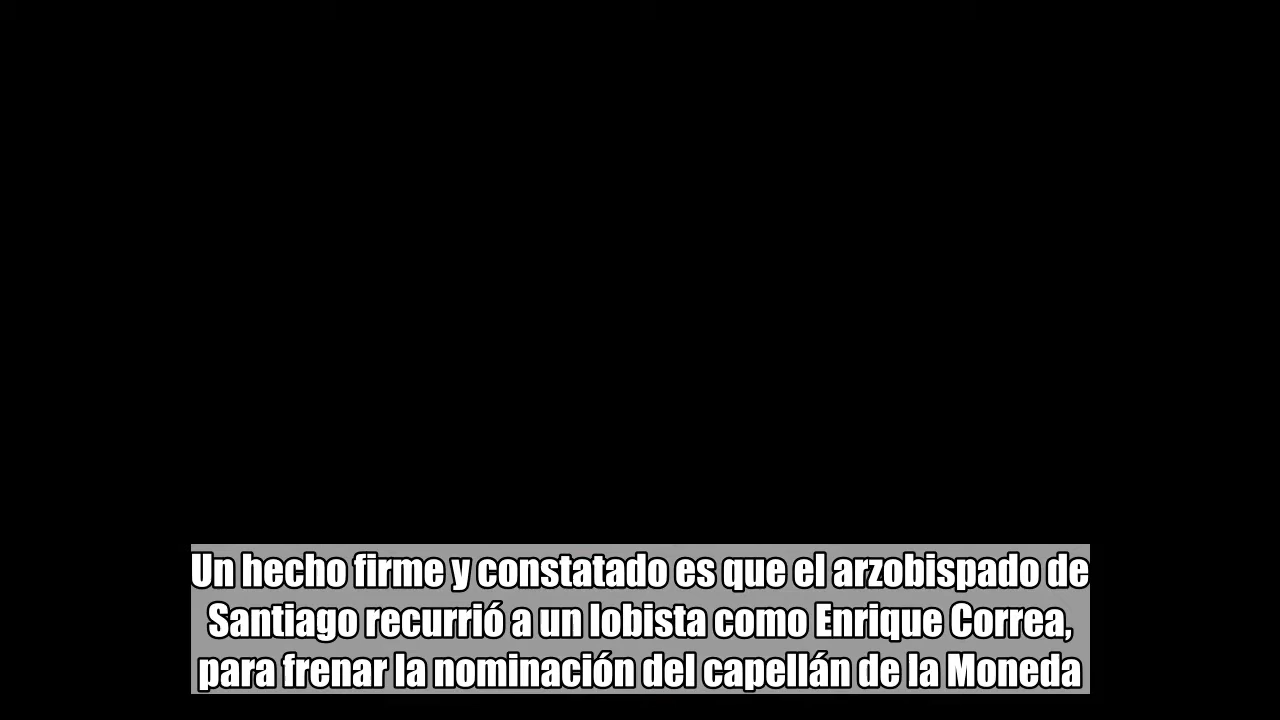 Un hecho firme y constatado es que el arzobispado de
Santiago recurrió a un lobista como Enrique Correa,
para frenar la nominación del capellán de la Moneda